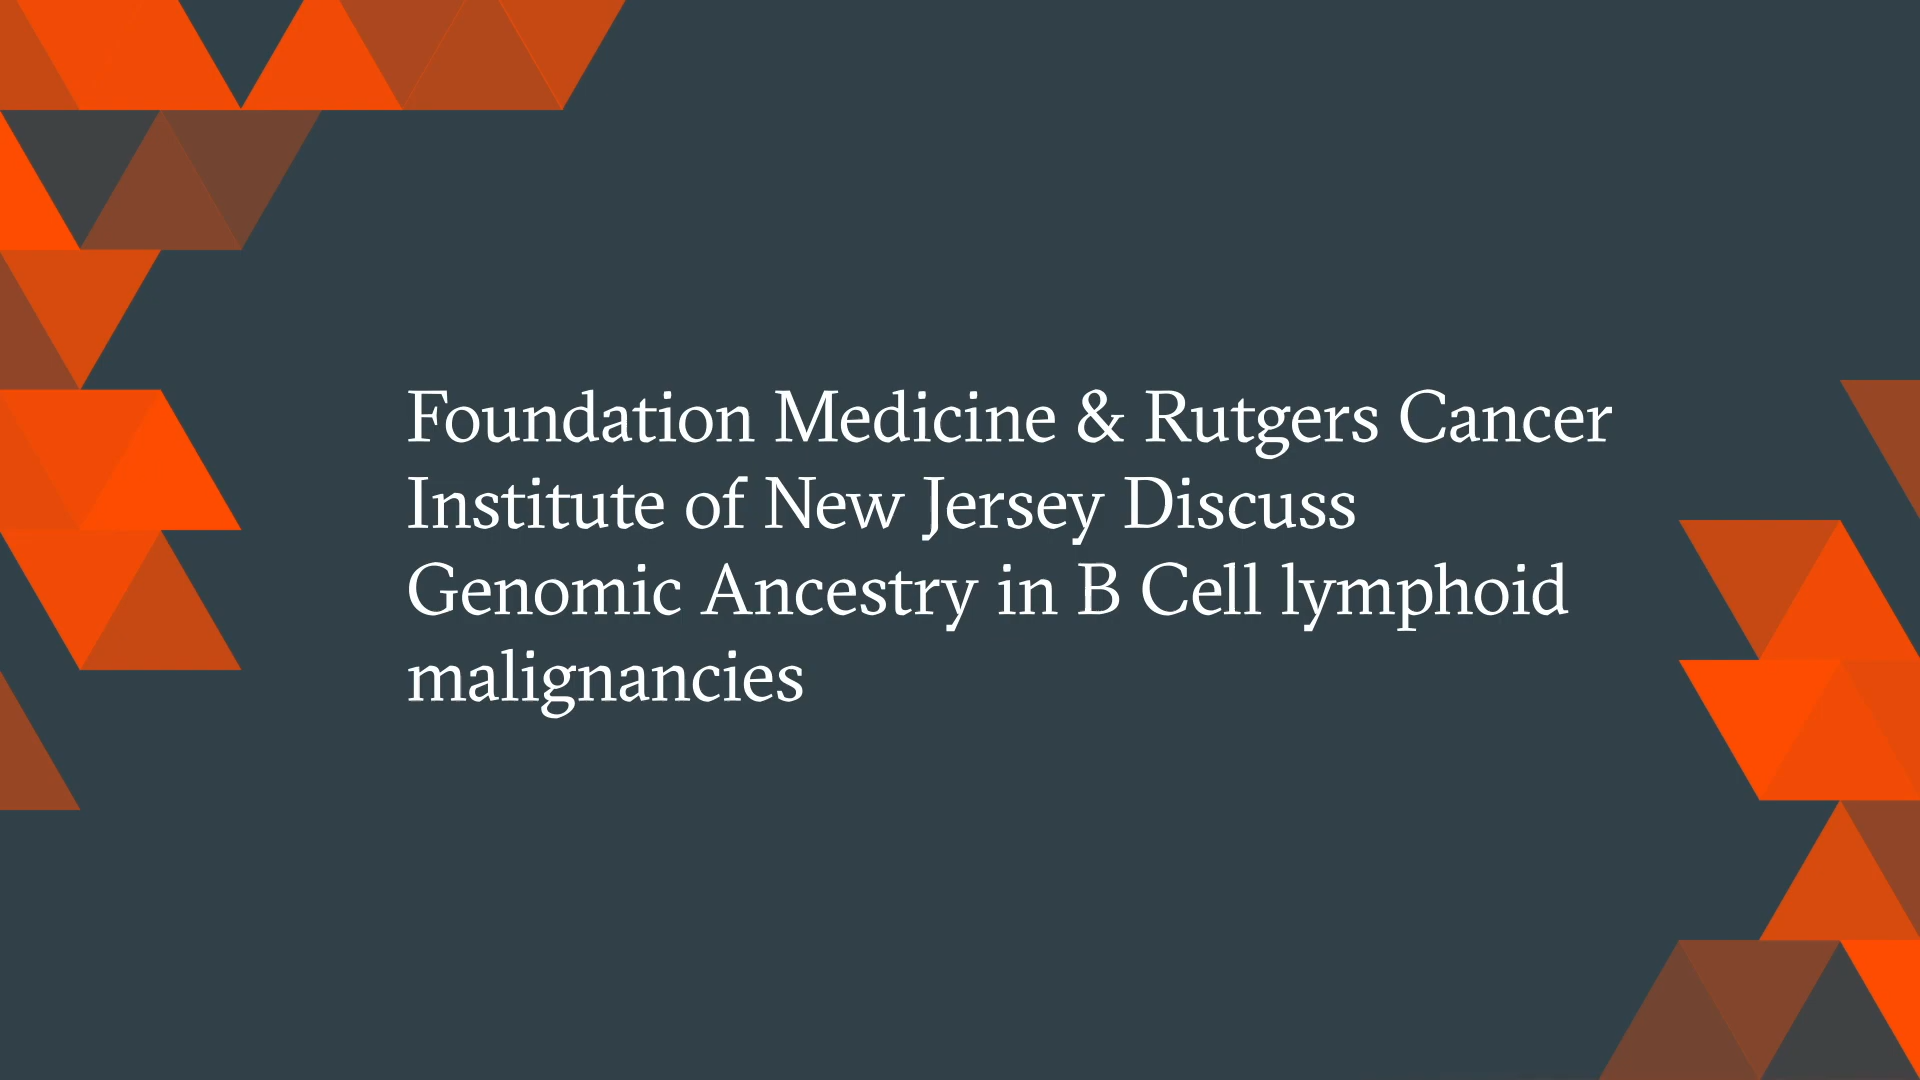 Foundation Medicine & Rutgers Cancer
Institute of New Jersey Discuss
Genomic Ancestry in B Cell lymphoid
malignancies